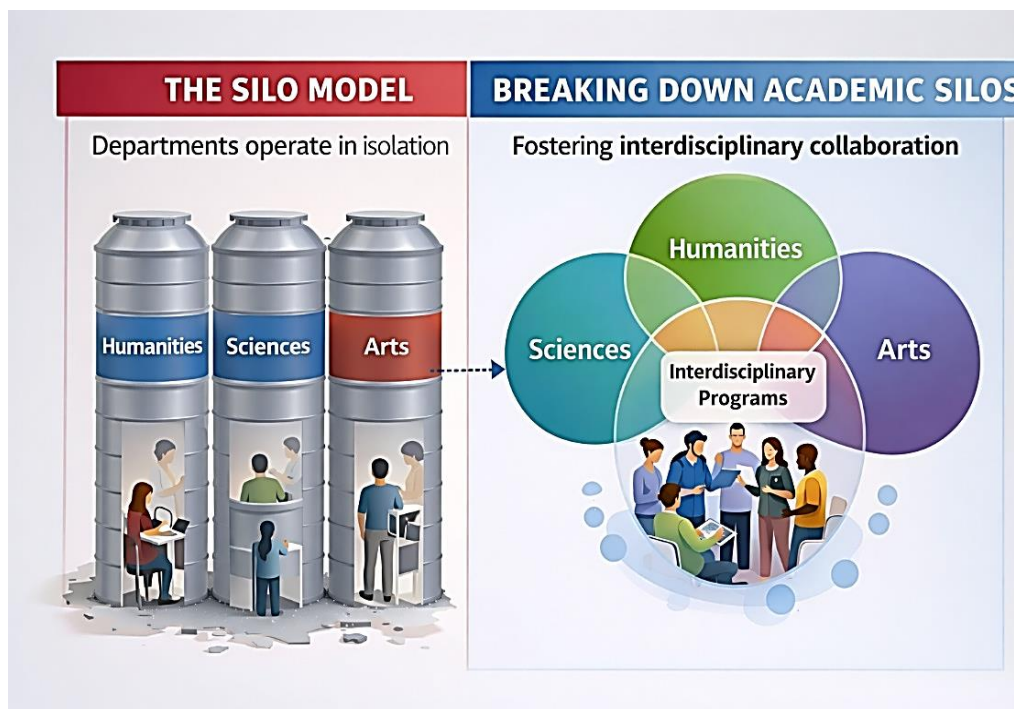 THE SILO MODEL
Departments operate in isolation
Humanities
Sciences
Arts
BREAKING DOWN ACADEMIC SILOS
Fostering interdisciplinary collaboration
Humanities
Sciences
Arts
Interdisciplinary
Programs